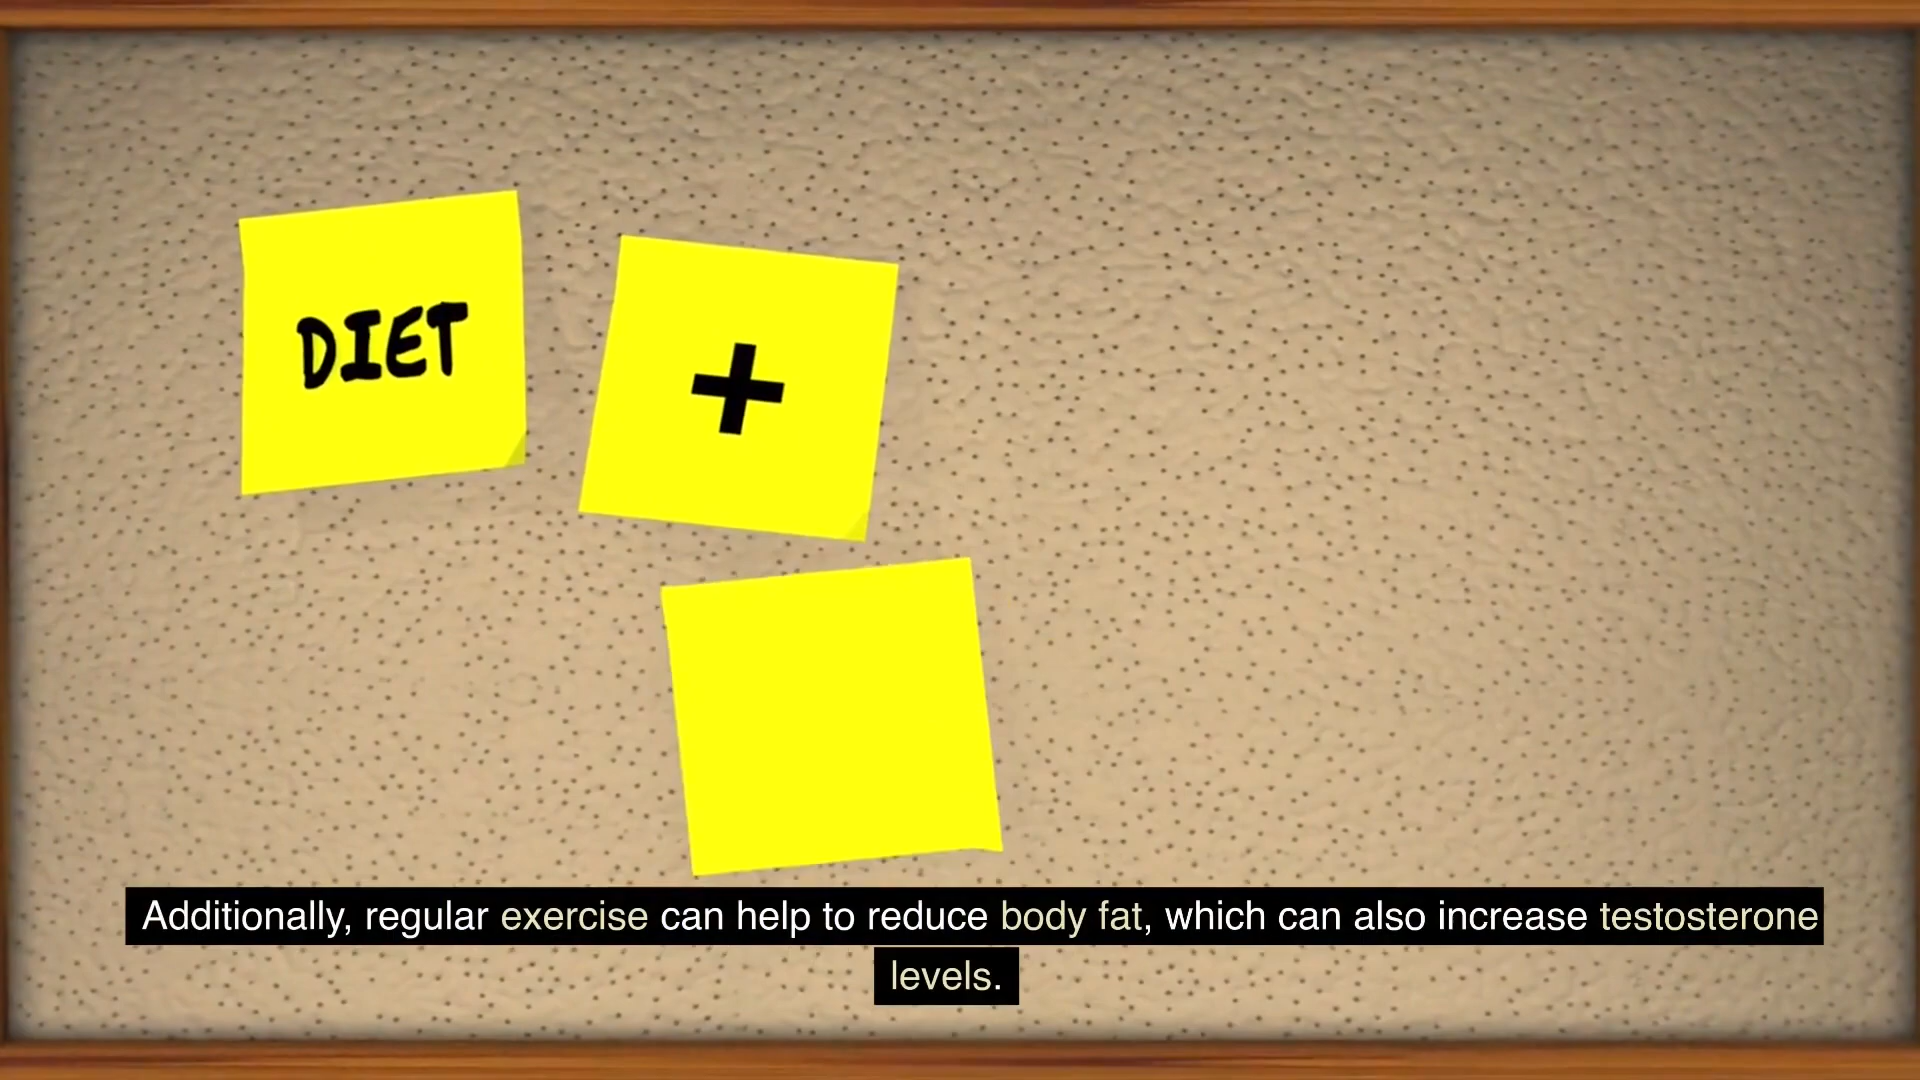 DIET
+
Additionally, regular exercise can help to reduce body fat, which can also increase testosterone
levels.